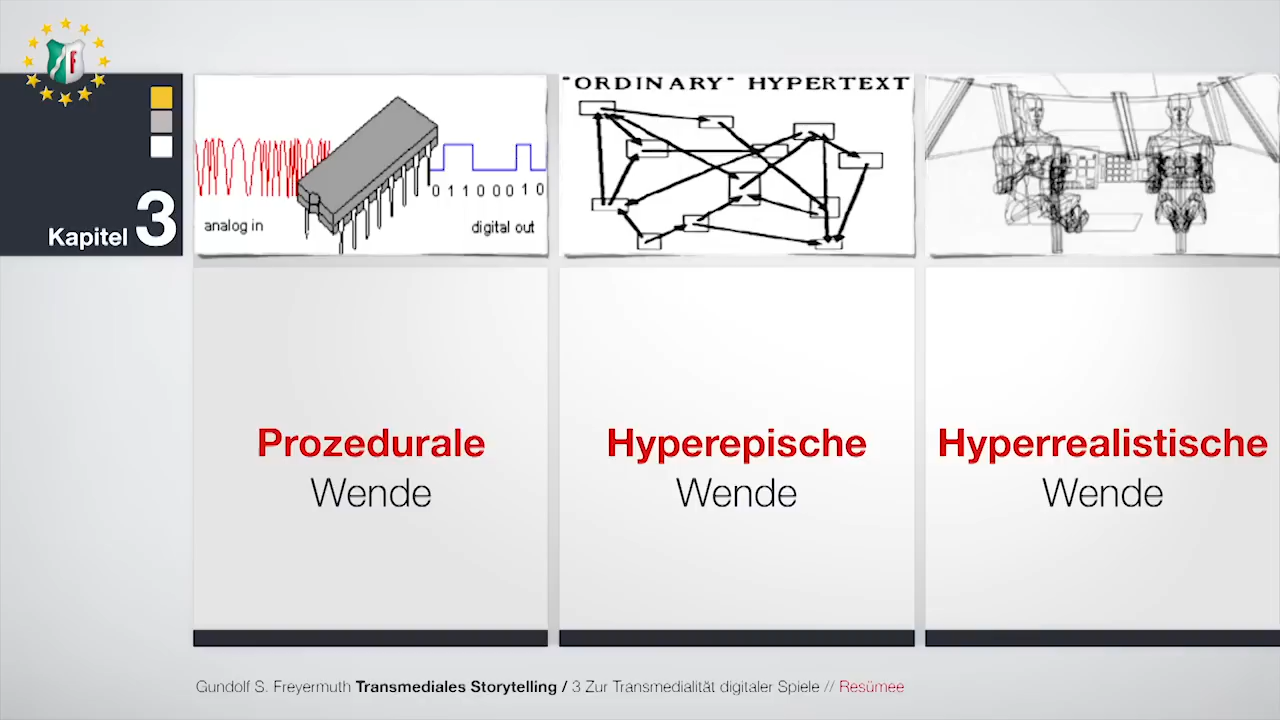 Kapitel 3
analog in
0 1 1 0 0 0 1 0
digital out
"ORDINARY" HYPERTEXT
Prozedurale
Wende
Hyperepische
Wende
Hyperrealistische
Wende
Gundolf S. Freyermuth Transmediales Storytelling / 3 Zur Transmedialität digitaler Spiele // Resümee